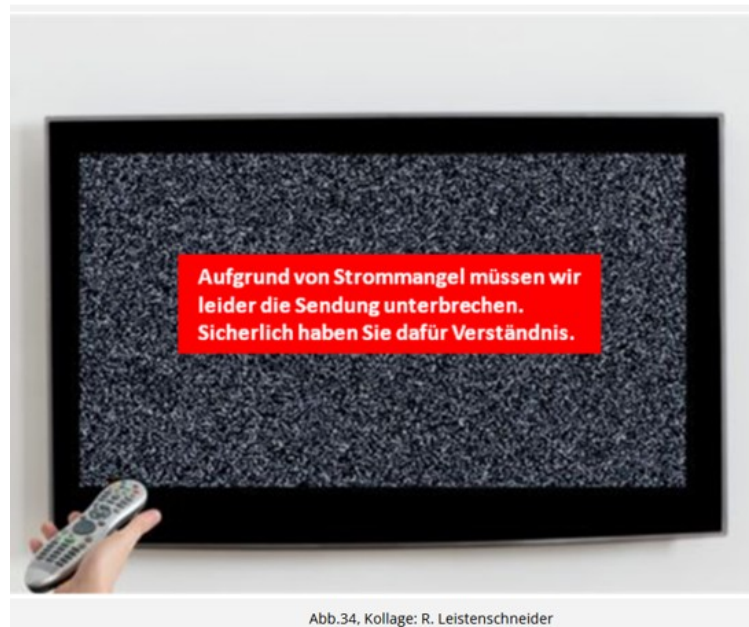 Aufgrund von Strommangel müssen wir
leider die Sendung unterbrechen.
Sicherlich haben Sie dafür Verständnis.
Abb.34, Kollage: R. Leistenschneider